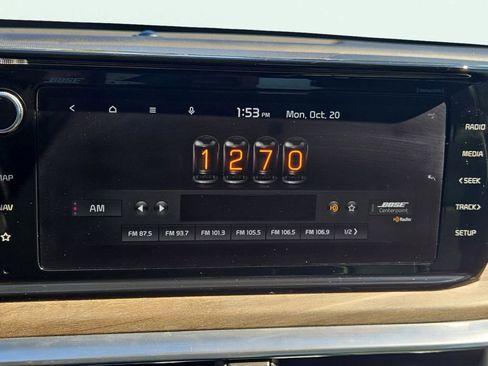 BOSE
1:53 PM Mon, Oct, 20
RADIO
1270
MEDIA
MAP
< SEEK
NAV
AM
HD
BOSE
Centerpoint
TRACK >
HD Radio
FM 87.5 FM 93.7 FM 101.3 FM 105.5 FM 106.5 FM 106.9 1/2 >
SETUP